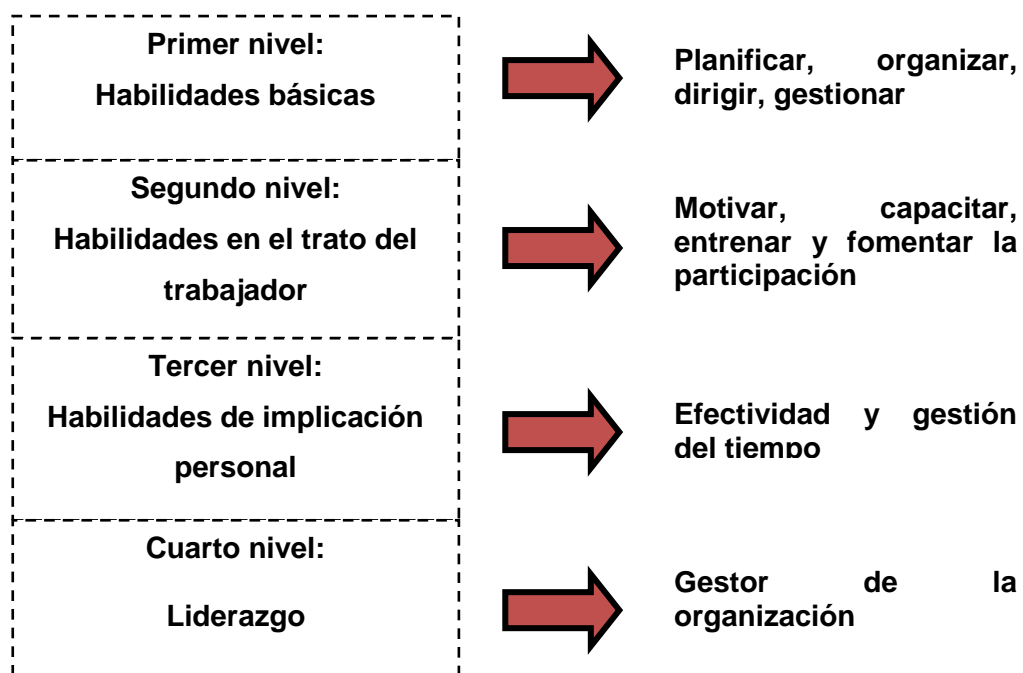 Primer nivel:
Habilidades básicas
Planificar, organizar,
dirigir, gestionar
Segundo nivel:
Habilidades en el trato del
trabajador
Motivar, capacitar,
entrenar y fomentar la
participación
Tercer nivel:
Habilidades de implicación
personal
Efectividad y gestión
del tiempo
Cuarto nivel:
Liderazgo
Gestor de la
organización